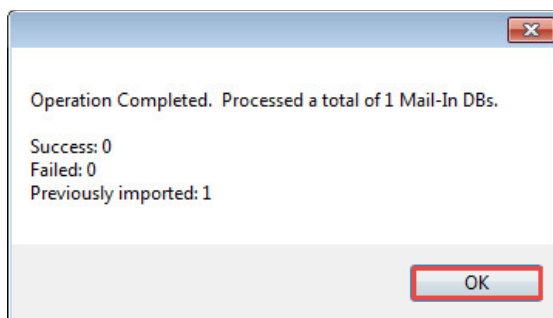 Operation Completed.  Processed a total of 1 Mail-In DBs.
Success: 0
Failed: 0
Previously imported: 1
OK